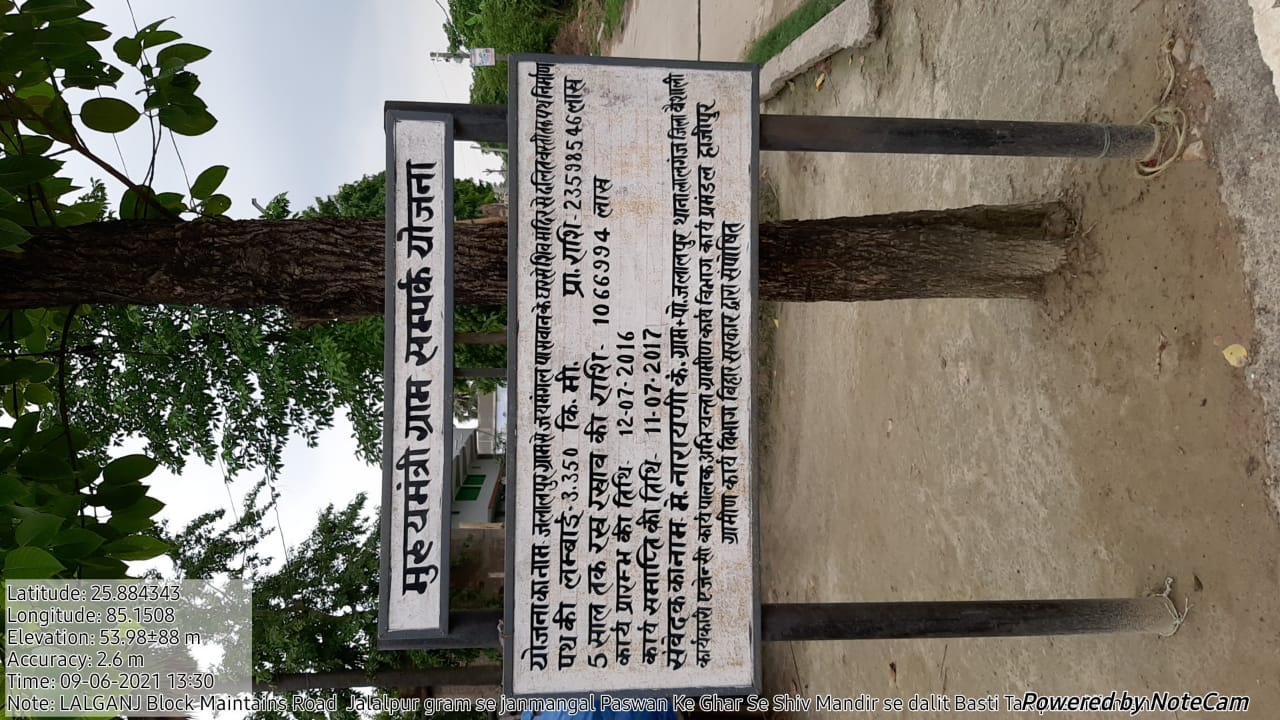 मुख्यमंत्री ग्राम सम्पर्क योजना
योजना का नाम- जलालपुर ग्राम से जयमंगल पासवान के घर से शिव मंदिर से दलित बस्ती तक पथ निर्माण
पथ की लम्बाई- 3.350 कि. मी. प्रा. राशि- 235.98546 लास
5 साल तक रख रखाव की राशि- 10.66994 लास
कार्य प्रारम्भ की तिथि- 12-07-2016
कार्य समाप्ति की तिथि- 11-07-2017
संवेदक का नाम- मे. नारायणी कं. ग्राम+पो. जलालपुर थाना लालगंज जिला वैशाली
कार्यकारी एजेन्सी कार्यपालक अभियन्ता ग्रामीण कार्य विभाग कार्य प्रमंडल हाजीपुर
ग्रामीण कार्य विभाग बिहार सरकार द्वारा संपोषित
Latitude: 25.884343
Longitude: 85.1508
Elevation: 53.98±88 m
Accuracy: 2.6 m
Time: 09-06-2021 13:30
Note: LALGANJ Block Maintains Road Jalalpur gram se janmangal Paswan Ke Ghar Se Shiv Mandir se dalit Basti
Powered by NoteCam